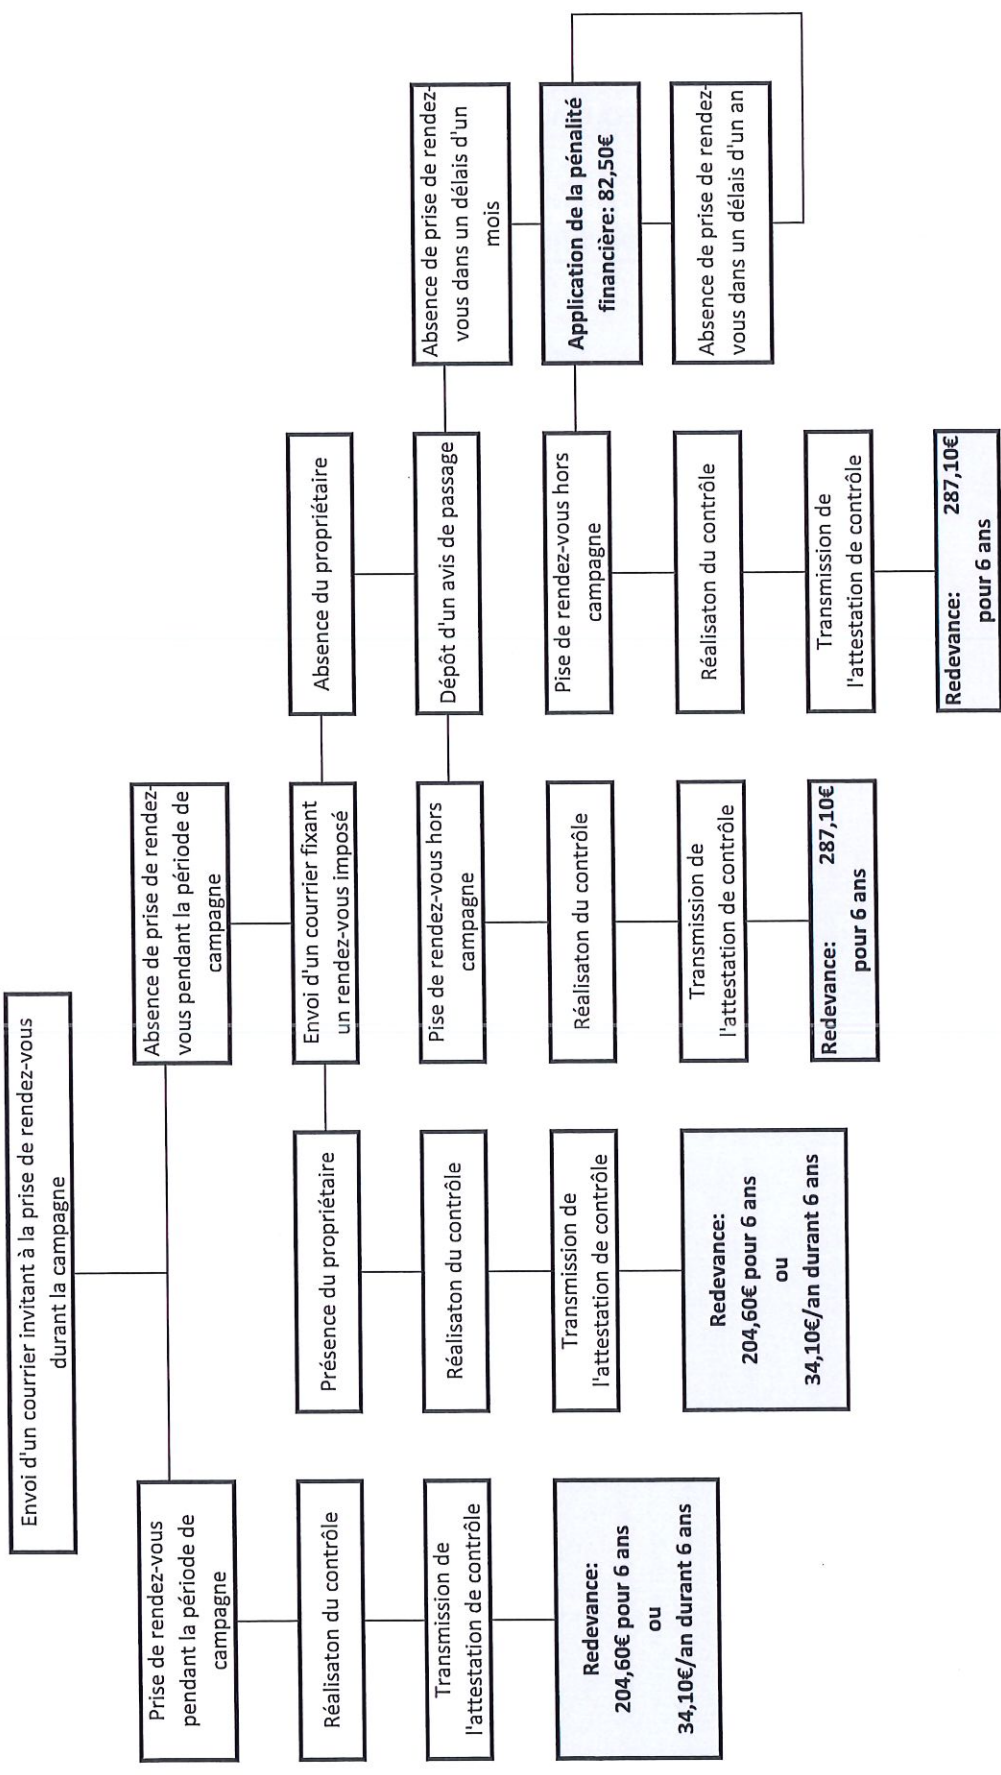 Envoi d'un courrier invitant à la prise de rendez-vous
durant la campagne
Prise de rendez-vous
pendant la période de
campagne
Réalisaton du contrôle
Transmission de
l'attestation de contrôle
Redevance:
204,60€ pour 6 ans
ou
34,10€/an durant 6 ans
Absence de prise de rendez-
vous pendant la période de
campagne
Envoi d'un courrier fixant
un rendez-vous imposé
Présence du propriétaire
Réalisaton du contrôle
Transmission de
l'attestation de contrôle
Redevance:
204,60€ pour 6 ans
ou
34,10€/an durant 6 ans
Absence du propriétaire
Dépôt d'un avis de passage
Pise de rendez-vous hors
campagne
Réalisaton du contrôle
Transmission de
l'attestation de contrôle
Redevance: 287,10€
pour 6 ans
Absence de prise de rendez-
vous dans un délais d'un
mois
Application de la pénalité
financière: 82,50€
Absence de prise de rendez-
vous dans un délais d'un an
Pise de rendez-vous hors
campagne
Réalisaton du contrôle
Transmission de
l'attestation de contrôle
Redevance: 287,10€
pour 6 ans